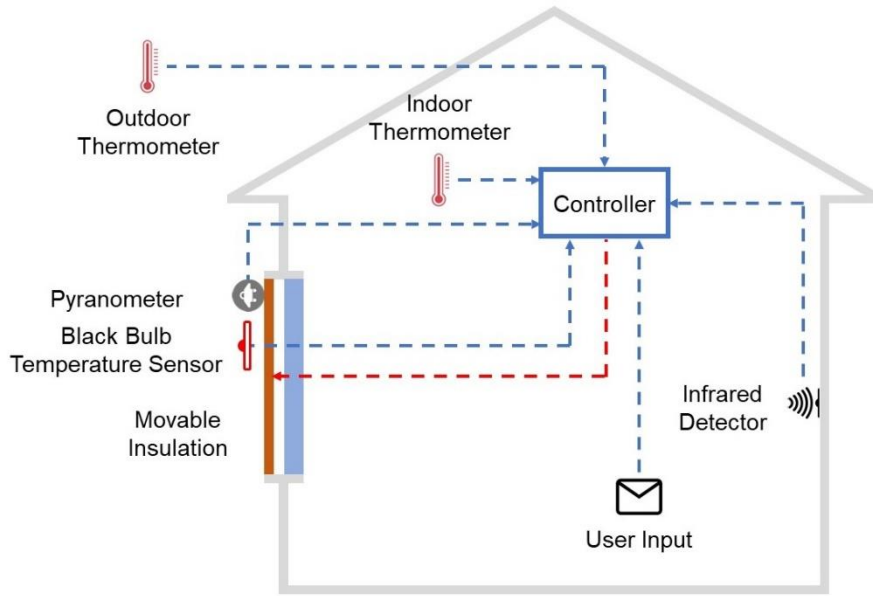 Outdoor
Thermometer
Indoor
Thermometer
Controller
Pyranometer
Black Bulb
Temperature Sensor
Movable
Insulation
Infrared
Detector
User Input